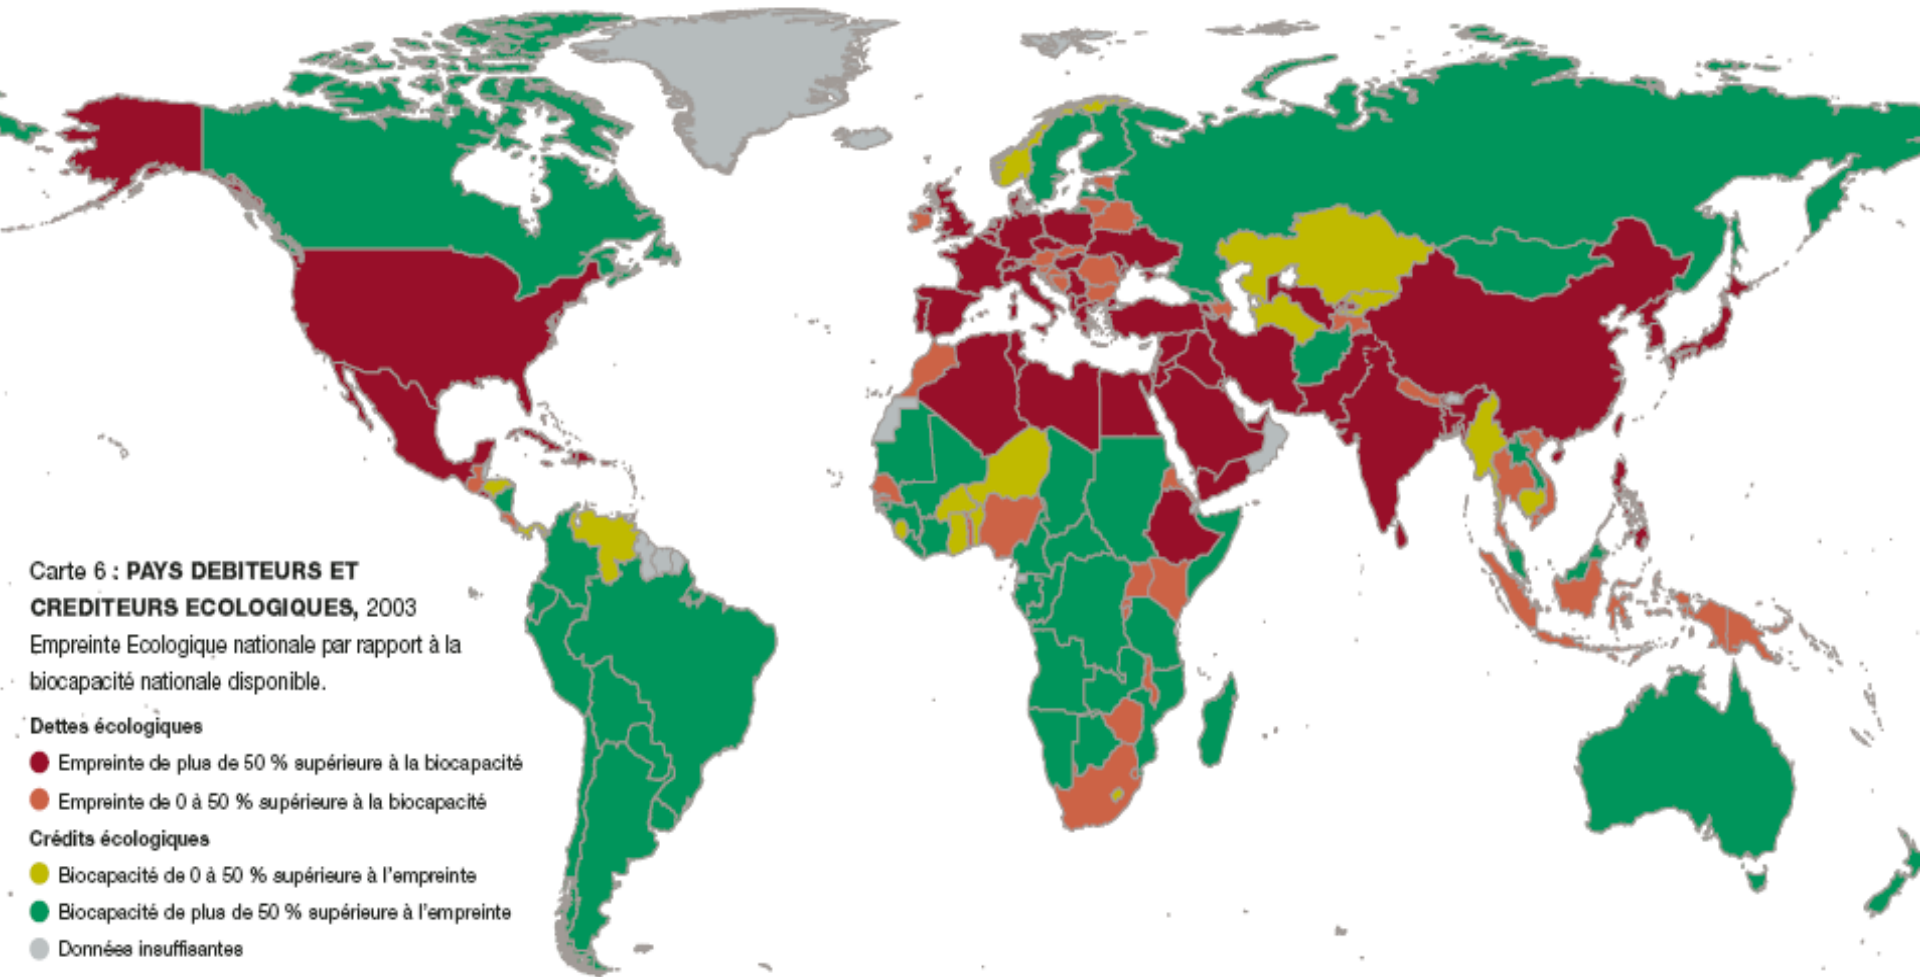 Carte 6 : PAYS DEBITEURS ET
CREDITEURS ECOLOGIQUES, 2003
Empreinte Ecologique nationale par rapport à la
biocapacité nationale disponible.
Dettes écologiques
Empreinte de plus de 50 % supérieure à la biocapacité
Empreinte de 0 à 50 % supérieure à la biocapacité
Crédits écologiques
Biocapacité de 0 à 50 % supérieure à l'empreinte
Biocapacité de plus de 50 % supérieure à l'empreinte
Données insuffisantes